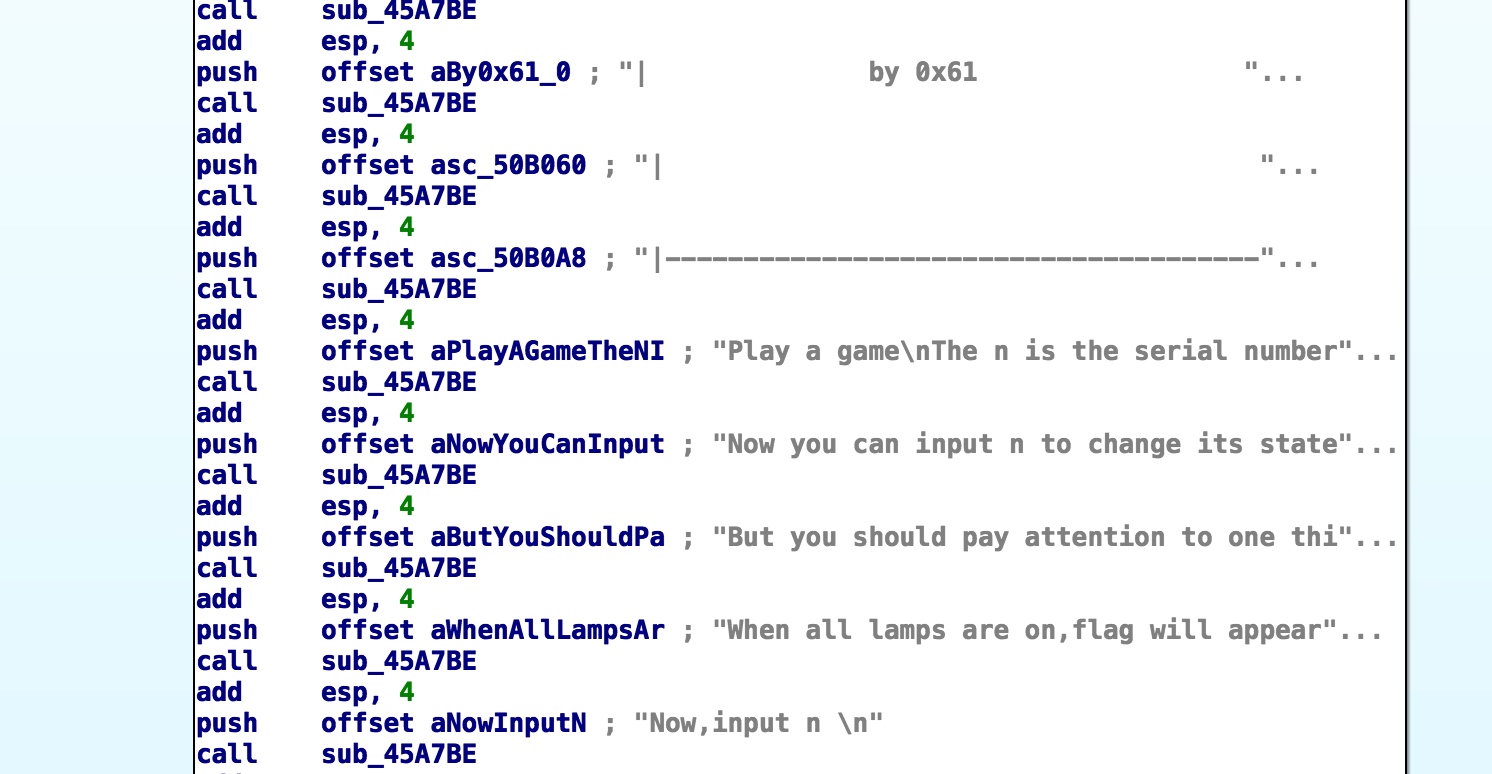 call sub_45A7BE
add esp, 4
push offset aBy0x61_0 ; "| by 0x61 "...
call sub_45A7BE
add esp, 4
push offset asc_50B060 ; "| "...
call sub_45A7BE
add esp, 4
push offset asc_50B0A8 ; "|--------------------------------------"...
call sub_45A7BE
add esp, 4
push offset aPlayAGameTheNI ; "Play a game\nThe n is the serial number"...
call sub_45A7BE
add esp, 4
push offset aNowYouCanInput ; "Now you can input n to change its state"...
call sub_45A7BE
add esp, 4
push offset aButYouShouldPa ; "But you should pay attention to one thi"...
call sub_45A7BE
add esp, 4
push offset aWhenAllLampsAr ; "When all lamps are on,flag will appear"...
call sub_45A7BE
add esp, 4
push offset aNowInputN ; "Now,input n \n"
call sub_45A7BE